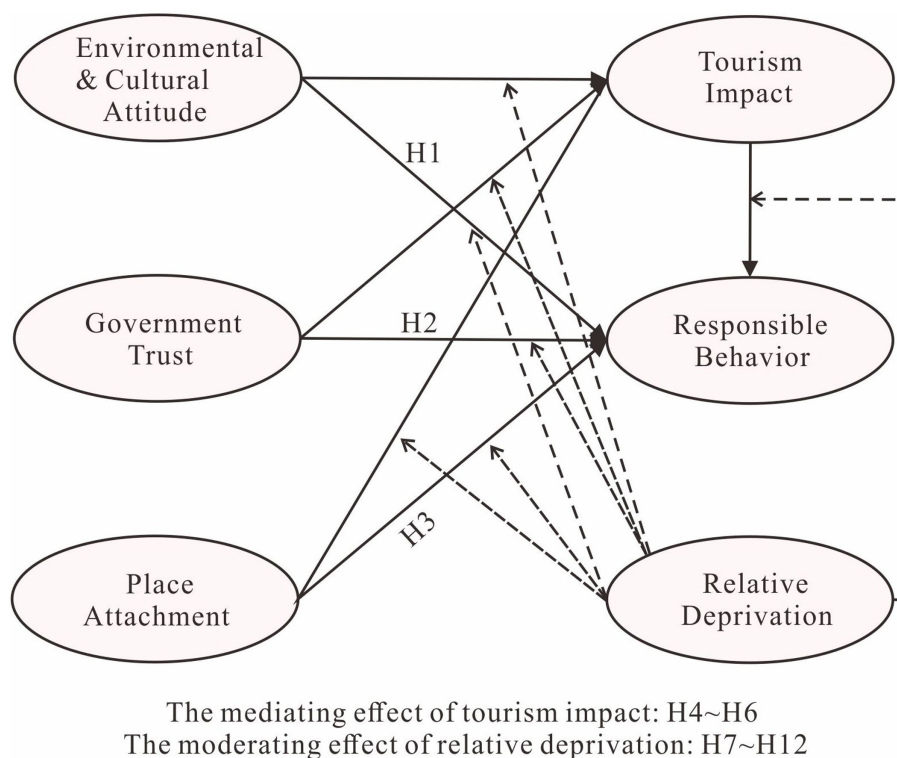 Environmental
& Cultural
Attitude
Tourism
Impact
H1
Government
Trust
H2
Responsible
Behavior
H3
Place
Attachment
Relative
Deprivation
The mediating effect of tourism impact: H4~H6
The moderating effect of relative deprivation: H7~H12